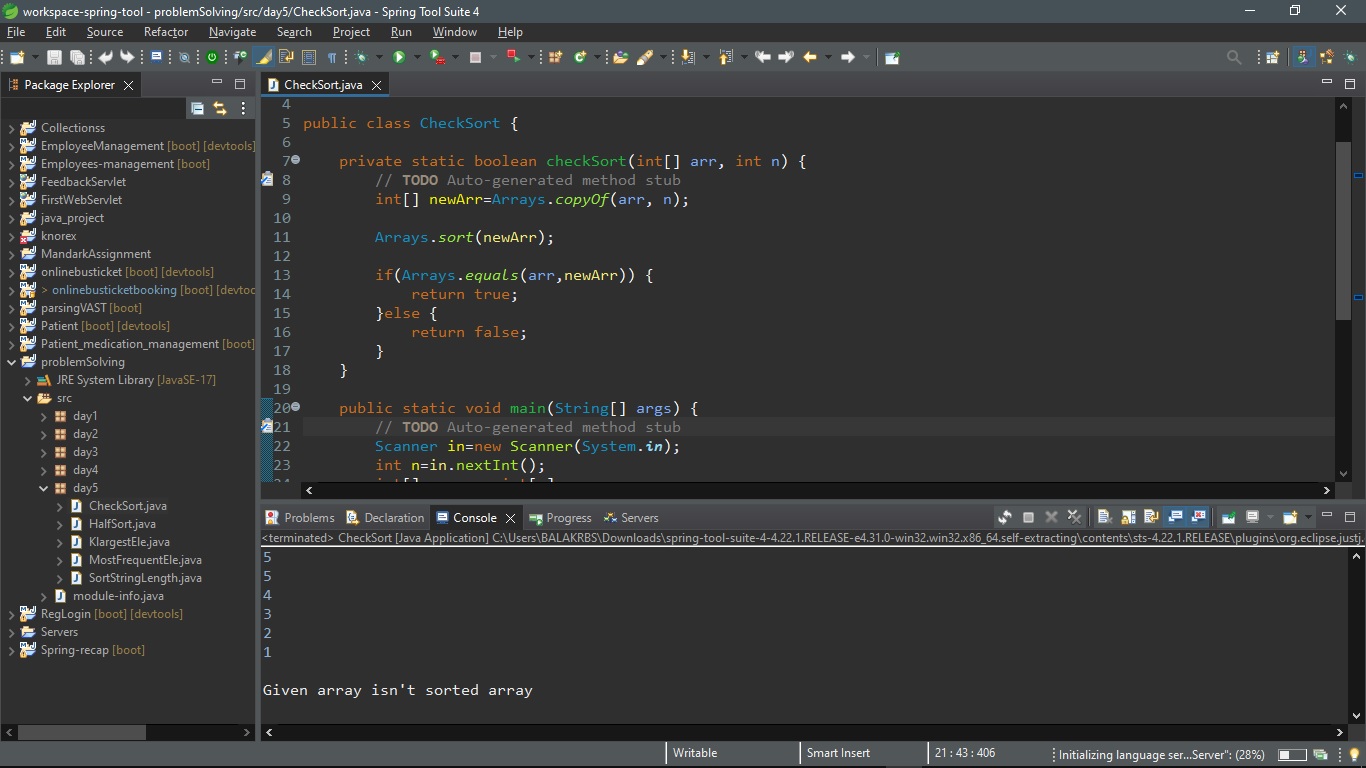 workspace-spring-tool - problemSolving/src/day5/CheckSort.java - Spring Tool Suite 4
File Edit Source Refactor Navigate Search Project Run Window Help
Package Explorer
Collectionss
EmployeeManagement [boot] [devtools]
Employees-management [boot]
FeedbackServlet
FirstWebServlet
java_project
knorex
MandarkAssignment
onlinebusticket [boot] [devtools]
> onlinebusticketbooking [boot] [devtoo
parsingVAST [boot]
Patient [boot] [devtools]
Patient_medication_management [boot]
problemSolving
JRE System Library [JavaSE-17]
src
day1
day2
day3
day4
day5
CheckSort.java
HalfSort.java
KlargestEle.java
MostFrequentEle.java
SortStringLength.java
module-info.java
RegLogin [boot] [devtools]
Servers
Spring-recap [boot]
CheckSort.java
4
5 public class CheckSort {
6
7 private static boolean checkSort(int[] arr, int n) {
8 // TODO Auto-generated method stub
9 int[] newArr=Arrays.copyOf(arr, n);
10
11 Arrays.sort(newArr);
12
13 if(Arrays.equals(arr,newArr)) {
14 return true;
15 }else {
16 return false;
17 }
18 }
19
20 public static void main(String[] args) {
21 // TODO Auto-generated method stub
22 Scanner in=new Scanner(System.in);
23 int n=in.nextInt();
Problems Declaration Console Progress Servers
<terminated> CheckSort [Java Application] C:\Users\BALAKRBS\Downloads\spring-tool-suite-4-4.22.1.RELEASE-e4.31.0-win32.win32.x86_64.self-extracting\contents\sts-4.22.1.RELEASE\plugins\org.eclipse.justj.
5
5
4
3
2
1
Given array isn't sorted array
Writable Smart Insert 21 : 43 : 406 Initializing language ser...Server": (28%)